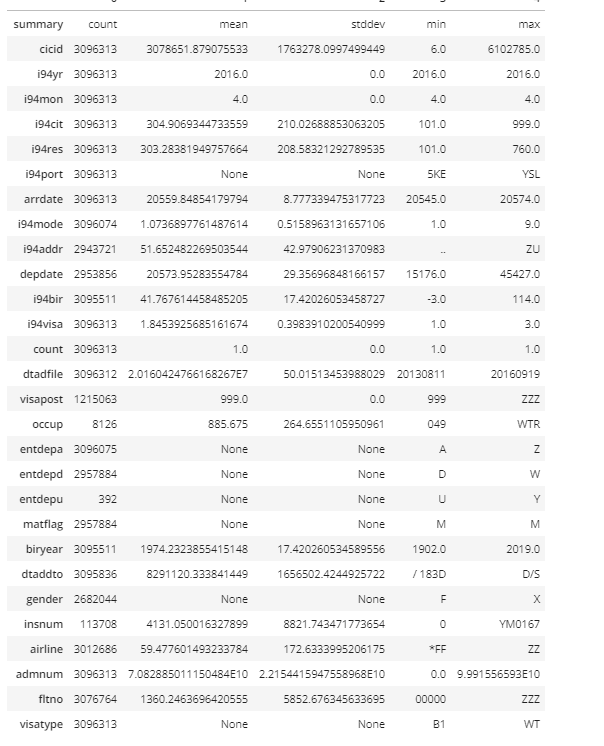 summary count mean stddev min max
cicid 3096313 3078651.879075533 1763278.0997499449 6.0 6102785.0
i94yr 3096313 2016.0 0.0 2016.0 2016.0
i94mon 3096313 4.0 0.0 4.0 4.0
i94cit 3096313 304.9069344733559 210.02688853063205 101.0 999.0
i94res 3096313 303.28381949757664 208.58321292789535 101.0 760.0
i94port 3096313 None None 5KE YSL
arrdate 3096313 20559.84854179794 8.777339475317723 20545.0 20574.0
i94mode 3096074 1.0736897761487614 0.5158963131657106 1.0 9.0
i94addr 2943721 51.652482269503544 42.97906231370983 .. ZU
depdate 2953856 20573.95283554784 29.35696848166157 15176.0 45427.0
i94bir 3095511 41.767614458485205 17.42026053458727 -3.0 114.0
i94visa 3096313 1.8453925685161674 0.3983910200540999 1.0 3.0
count 3096313 1.0 0.0 1.0 1.0
dtadfile 3096312 2.0160424766168267E7 50.01513453988029 20130811 20160919
visapost 1215063 999.0 0.0 999 ZZZ
occup 8126 885.675 264.6551105950961 049 WTR
entdepa 3096075 None None A Z
entdepd 2957884 None None D W
entdepu 392 None None U Y
matflag 2957884 None None M M
biryear 3095511 1974.2323855415148 17.420260534589556 1902.0 2019.0
dtaddto 3095836 8291120.333841449 1656502.4244925722 / 183D D/S
gender 2682044 None None F X
insnum 113708 4131.050016327899 8821.743471773654 0 YM0167
airline 3012686 59.477601493233784 172.6333995206175 *FF ZZ
admnum 3096313 7.082885011150484E10 2.2154415947558968E10 0.0 9.991556593E10
fltno 3076764 1360.2463696420555 5852.676345633695 00000 ZZZ
visatype 3096313 None None B1 WT